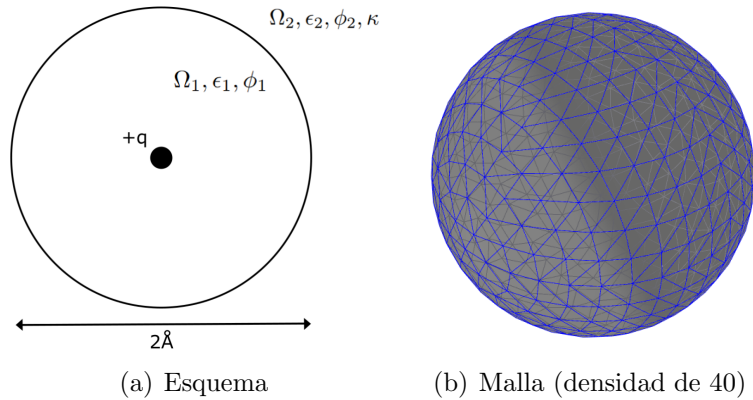 Ω₂, ϵ₂, ϕ₂, κ
Ω₁, ϵ₁, ϕ₁
+q
2Å
(a) Esquema
(b) Malla (densidad de 40)